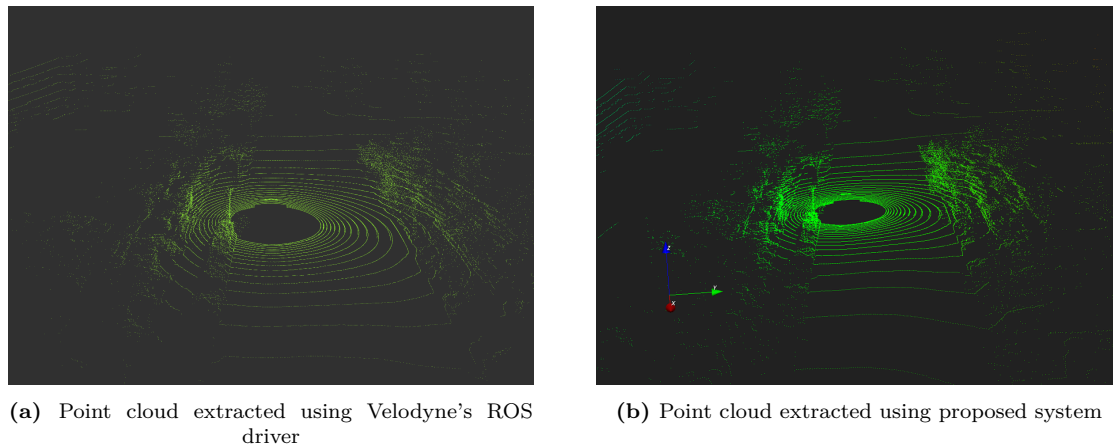 z
Y
X
(a) Point cloud extracted using Velodyne's ROS
driver
(b) Point cloud extracted using proposed system